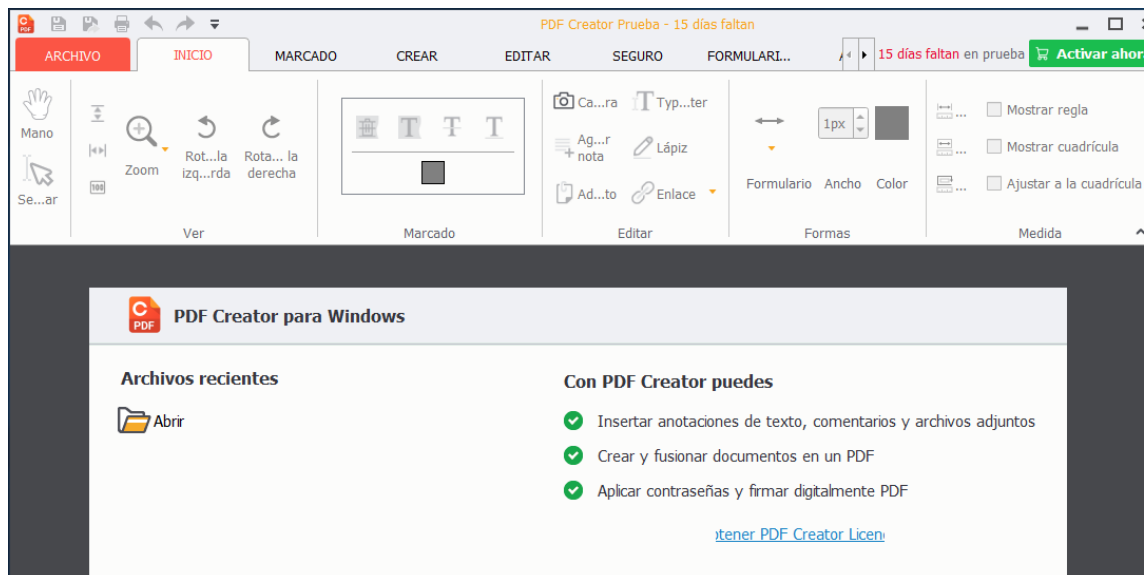 PDF Creator Prueba - 15 días faltan
ARCHIVO INICIO MARCADO CREAR EDITAR SEGURO FORMULARI... 15 días faltan en prueba Activar ahor
Mano
Se...ar
Zoom
Rot...la izq...rda
Rota... la derecha
Ver
Marcado
Ca...ra Typ...ter
Ag...r nota Lápiz
Ad...to Enlace
Editar
1px
Formulario Ancho Color
Formas
... Mostrar regla
... Mostrar cuadrícula
... Ajustar a la cuadrícula
Medida
C PDF
PDF Creator para Windows
Archivos recientes
Abrir
Con PDF Creator puedes
Insertar anotaciones de texto, comentarios y archivos adjuntos
Crear y fusionar documentos en un PDF
Aplicar contraseñas y firmar digitalmente PDF
tener PDF Creator Licen